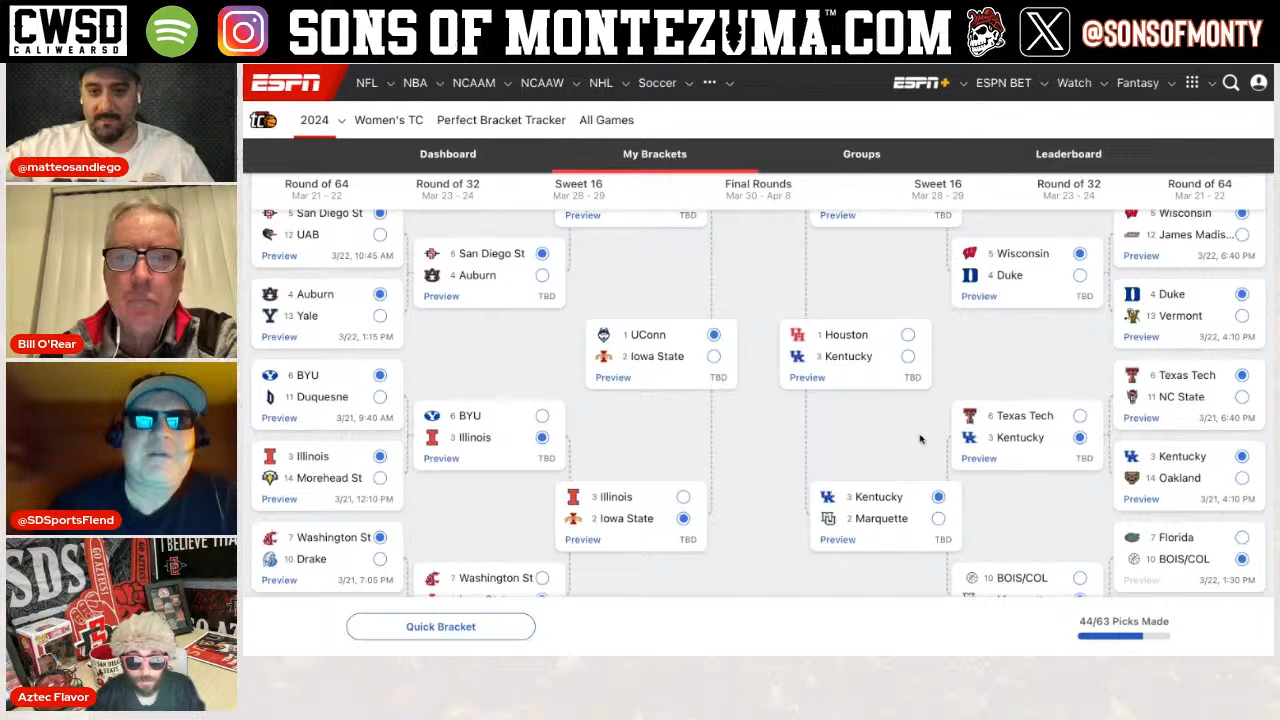 CWSD
CALIWEARSD
SONS OF MONTEZUMA.COM™
X
@SONSOFMONTY
@matteosandiego
Bill O'Rear
@SDSportsFiend
SDS
GO AZTECS!
I BELIEVE THA
SAN DIEGO
STATE
Aztec Flavor
ESPN
NFL
NBA
NCAAM
NCAAW
NHL
Soccer
•••
ESPN+
ESPN BET
Watch
Fantasy
tc
2024
Women's TC
Perfect Bracket Tracker
All Games
Dashboard
My Brackets
Groups
Leaderboard
Round of 64
Mar 21 - 22
Round of 32
Mar 23 - 24
Sweet 16
Mar 28 - 29
Final Rounds
Mar 30 - Apr 8
Sweet 16
Mar 28 - 29
Round of 32
Mar 23 - 24
Round of 64
Mar 21 - 22
5 San Diego St
12 UAB
Preview 3/22, 10:45 AM
4 Auburn
13 Yale
Preview 3/22, 1:15 PM
6 BYU
11 Duquesne
Preview 3/21, 9:40 AM
3 Illinois
14 Morehead St
Preview 3/21, 12:10 PM
7 Washington St
10 Drake
Preview 3/21, 7:05 PM
5 San Diego St
4 Auburn
Preview TBD
6 BYU
3 Illinois
Preview TBD
7 Washington St
Preview TBD
1 UConn
2 Iowa State
Preview TBD
3 Illinois
2 Iowa State
Preview TBD
Preview TBD
1 Houston
3 Kentucky
Preview TBD
3 Kentucky
2 Marquette
Preview TBD
5 Wisconsin
4 Duke
Preview TBD
6 Texas Tech
3 Kentucky
Preview TBD
10 BOIS/COL
5 Wisconsin
12 James Madis...
Preview 3/22, 6:40 PM
4 Duke
13 Vermont
Preview 3/22, 4:10 PM
6 Texas Tech
11 NC State
Preview 3/21, 6:40 PM
3 Kentucky
14 Oakland
Preview 3/21, 4:10 PM
7 Florida
10 BOIS/COL
Preview 3/22, 1:30 PM
Quick Bracket
44/63 Picks Made